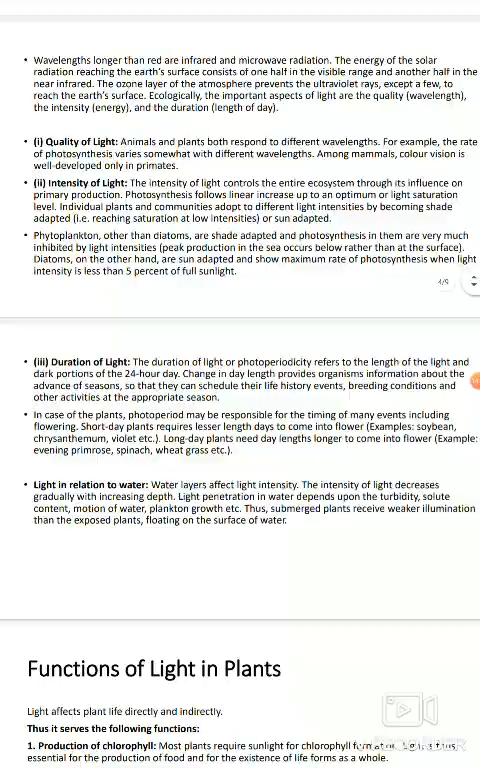 • Wavelengths longer than red are infrared and microwave radiation. The energy of the solar
radiation reaching the earth's surface consists of one half in the visible range and another half in the
near infrared. The ozone layer of the atmosphere prevents the ultraviolet rays, except a few, to
reach the earth's surface. Ecologically, the important aspects of light are the quality (wavelength),
the intensity (energy), and the duration (length of day).
• (i) Quality of Light: Animals and plants both respond to different wavelengths. For example, the rate
of photosynthesis varies somewhat with different wavelengths. Among mammals, colour vision is
well-developed only in primates.
• (ii) Intensity of Light: The intensity of light controls the entire ecosystem through its influence on
primary production. Photosynthesis follows linear increase up to an optimum or light saturation
level. Individual plants and communities adopt to different light intensities by becoming shade
adapted (i.e. reaching saturation at low intensities) or sun adapted.
• Phytoplankton, other than diatoms, are shade adapted and photosynthesis in them are very much
inhibited by light intensities (peak production in the sea occurs below rather than at the surface).
Diatoms, on the other hand, are sun adapted and show maximum rate of photosynthesis when light
intensity is less than 5 percent of full sunlight.
4/9
• (iii) Duration of Light: The duration of light or photoperiodicity refers to the length of the light and
dark portions of the 24-hour day. Change in day length provides organisms information about the
advance of seasons, so that they can schedule their life history events, breeding conditions and
other activities at the appropriate season.
• In case of the plants, photoperiod may be responsible for the timing of many events including
flowering. Short-day plants requires lesser length days to come into flower (Examples: soybean,
chrysanthemum, violet etc.). Long-day plants need day lengths longer to come into flower (Example:
evening primrose, spinach, wheat grass etc.).
• Light in relation to water: Water layers affect light intensity. The intensity of light decreases
gradually with increasing depth. Light penetration in water depends upon the turbidity, solute
content, motion of water, plankton growth etc. Thus, submerged plants receive weaker illumination
than the exposed plants, floating on the surface of water.
Functions of Light in Plants
Light affects plant life directly and indirectly.
Thus it serves the following functions:
1. Production of chlorophyll: Most plants require sunlight for chlorophyll
essential for the production of food and for the existence of life forms as a whole.